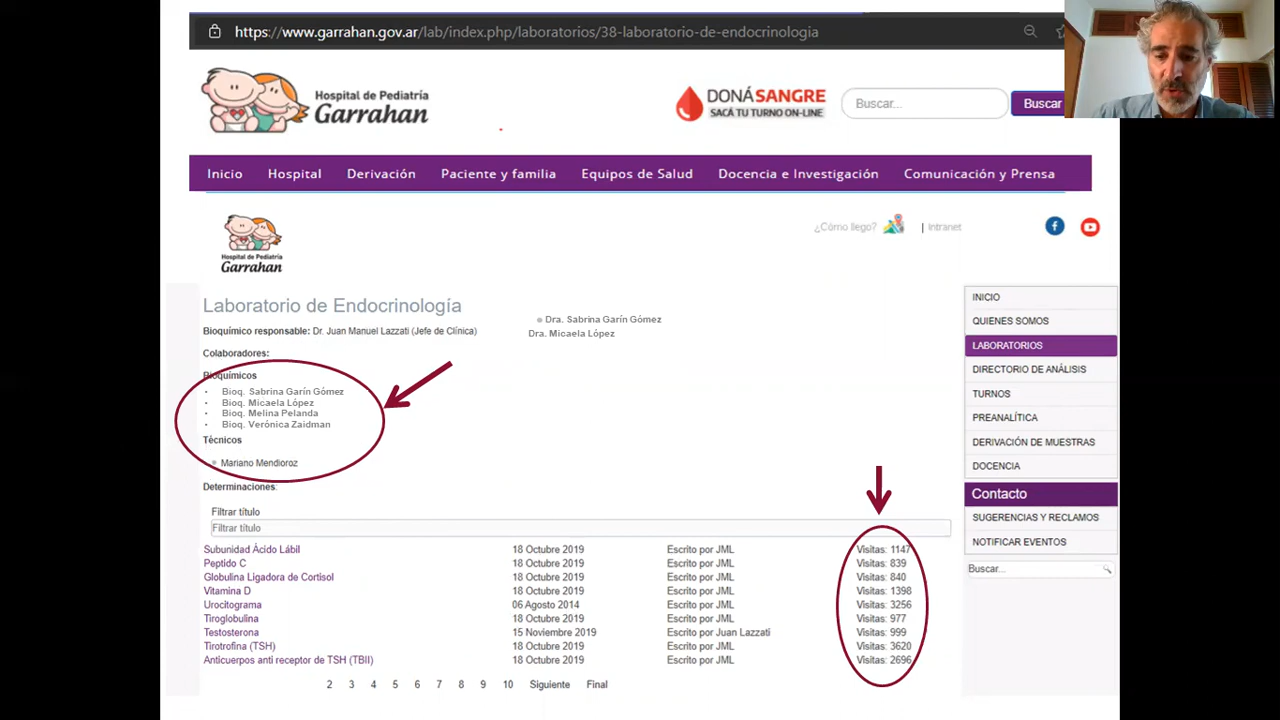 https://www.garrahan.gov.ar/lab/index.php/laboratorios/38-laboratorio-de-endocrinologia
Hospital de Pediatría
Garrahan
DONÁ SANGRE
SACÁ TU TURNO ON-LINE
Buscar...
Buscar
Inicio Hospital Derivación Paciente y familia Equipos de Salud Docencia e Investigación Comunicación y Prensa
Hospital de Pediatría
Garrahan
¿Cómo llego? | Intranet
Laboratorio de Endocrinología
Bioquímico responsable: Dr. Juan Manuel Lazzati (Jefe de Clínica)
Dra. Sabrina Garín Gómez
Dra. Micaela López
Colaboradores:
Bioquímicos
• Bioq. Sabrina Garín Gómez
• Bioq. Micaela López
• Bioq. Melina Pelanda
• Bioq. Verónica Zaidman
Técnicos
Mariano Mendioroz
Determinaciones:
Filtrar título
Filtrar título
Subunidad Ácido Lábil 18 Octubre 2019 Escrito por JML Visitas: 1147
Peptido C 18 Octubre 2019 Escrito por JML Visitas: 839
Globulina Ligadora de Cortisol 18 Octubre 2019 Escrito por JML Visitas: 840
Vitamina D 18 Octubre 2019 Escrito por JML Visitas: 1398
Urocitograma 06 Agosto 2014 Escrito por JML Visitas: 3256
Tiroglobulina 18 Octubre 2019 Escrito por JML Visitas: 977
Testosterona 15 Noviembre 2019 Escrito por Juan Lazzati Visitas: 999
Tirotrofina (TSH) 18 Octubre 2019 Escrito por JML Visitas: 3620
Anticuerpos anti receptor de TSH (TBII) 18 Octubre 2019 Escrito por JML Visitas: 2696
2 3 4 5 6 7 8 9 10 Siguiente Final
INICIO
QUIENES SOMOS
LABORATORIOS
DIRECTORIO DE ANÁLISIS
TURNOS
PREANALÍTICA
DERIVACIÓN DE MUESTRAS
DOCENCIA
Contacto
SUGERENCIAS Y RECLAMOS
NOTIFICAR EVENTOS
Buscar...